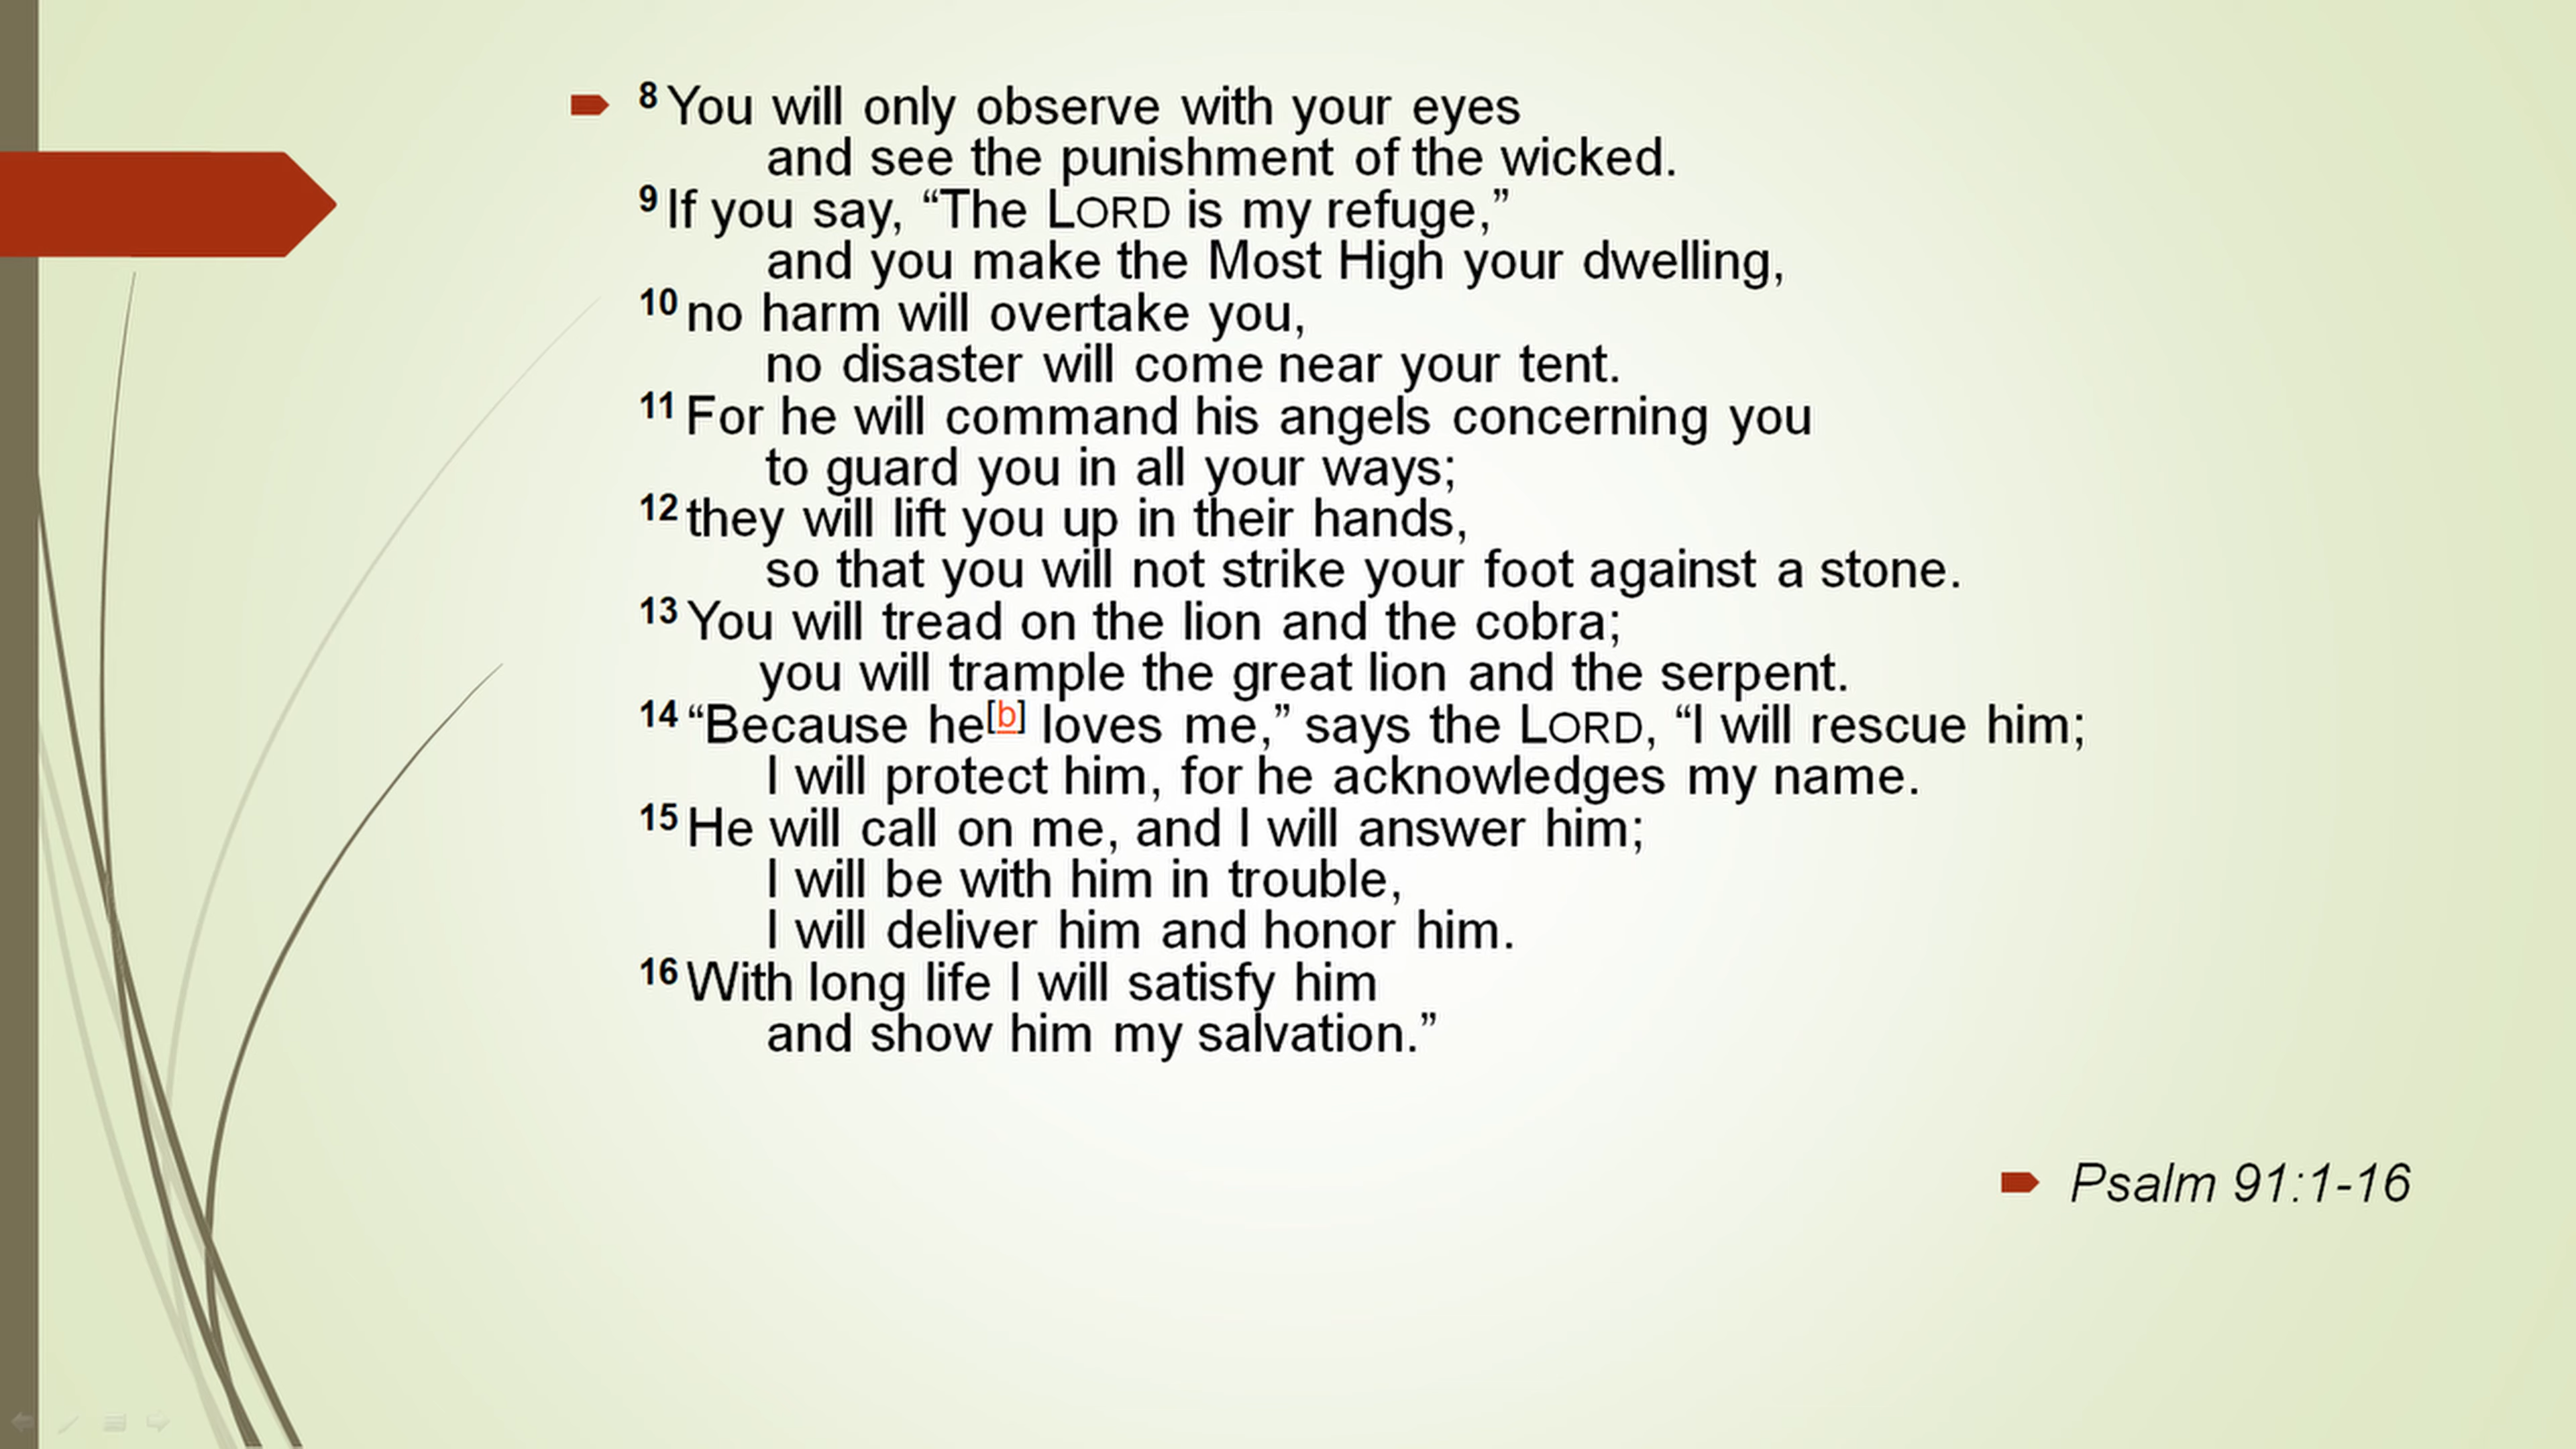 8 You will only observe with your eyes
and see the punishment of the wicked.
9 If you say, “The LORD is my refuge,”
and you make the Most High your dwelling,
10 no harm will overtake you,
no disaster will come near your tent.
11 For he will command his angels concerning you
to guard you in all your ways;
12 they will lift you up in their hands,
so that you will not strike your foot against a stone.
13 You will tread on the lion and the cobra;
you will trample the great lion and the serpent.
14 “Because he[b] loves me,” says the LORD, “I will rescue him;
I will protect him, for he acknowledges my name.
15 He will call on me, and I will answer him;
I will be with him in trouble,
I will deliver him and honor him.
16 With long life I will satisfy him
and show him my salvation.”
Psalm 91:1-16